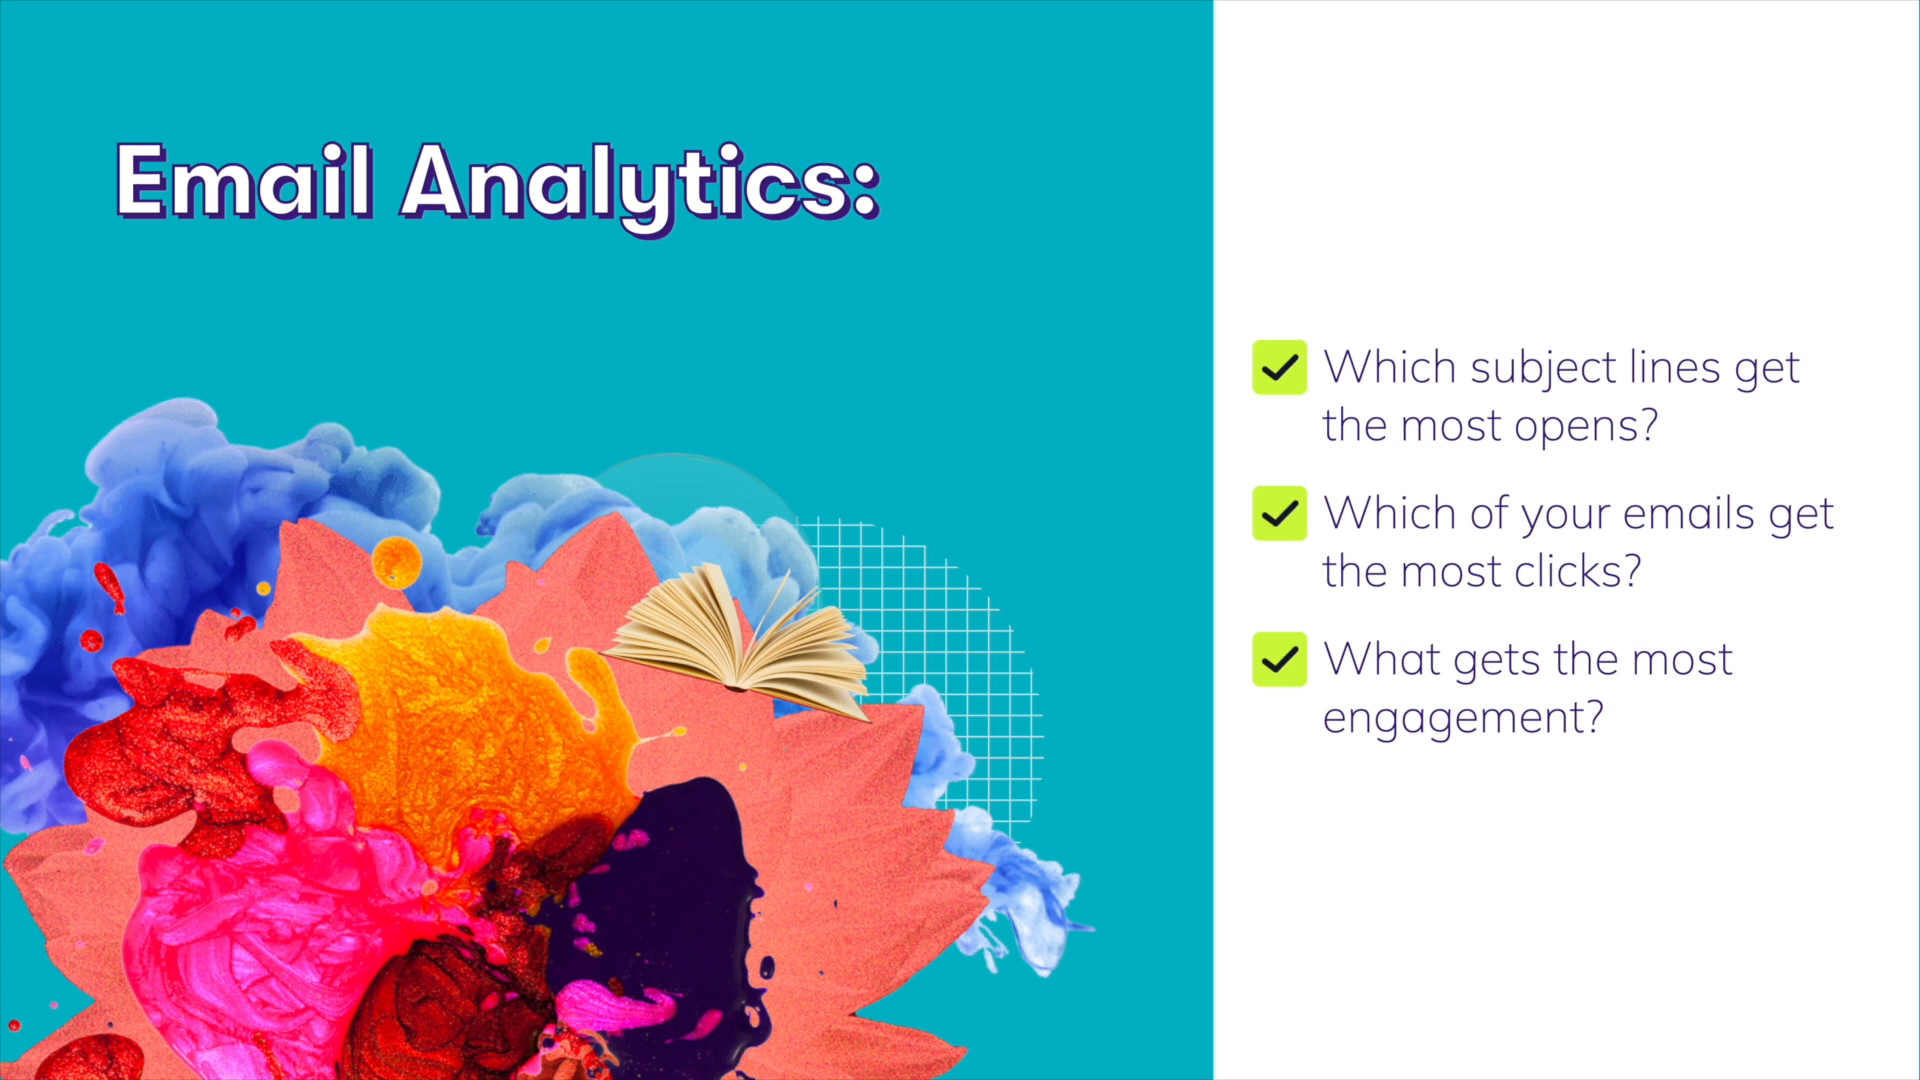 Email Analytics:
Which subject lines get
the most opens?
Which of your emails get
the most clicks?
What gets the most
engagement?